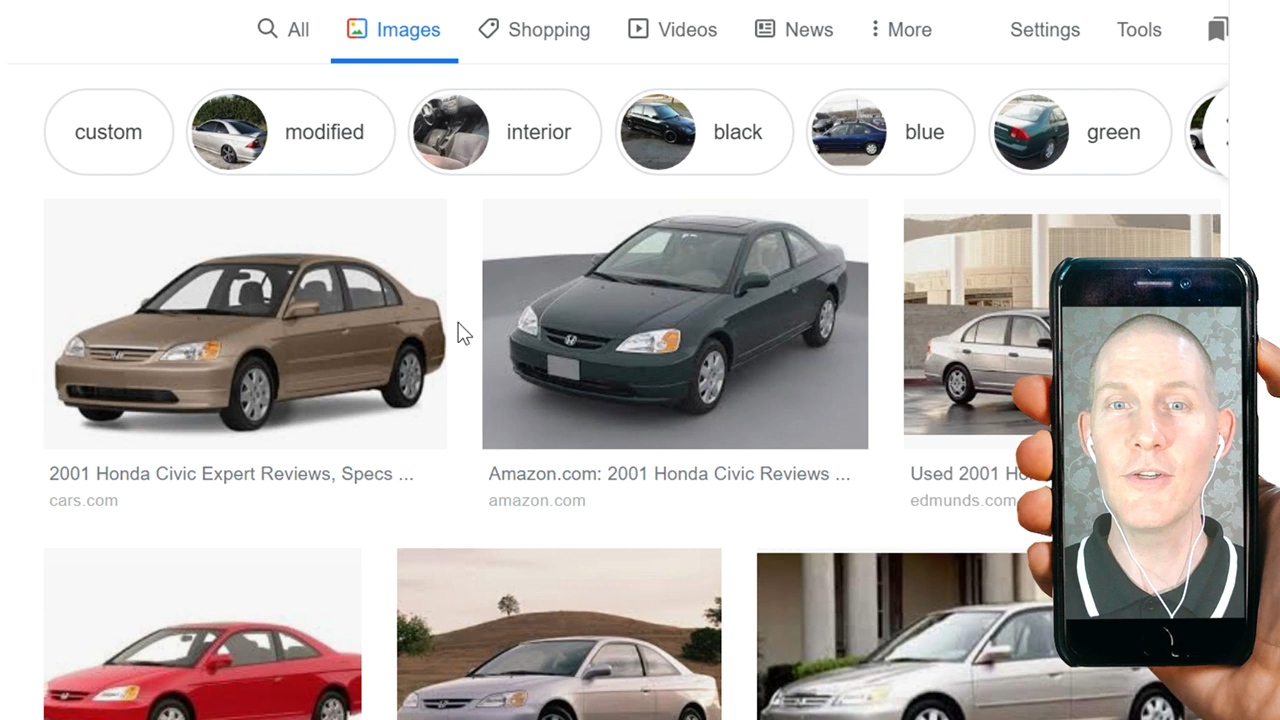 All Images Shopping Videos News More Settings Tools
custom modified interior black blue green
2001 Honda Civic Expert Reviews, Specs ...
cars.com
Amazon.com: 2001 Honda Civic Reviews ...
amazon.com
Used 2001
edmunds.com